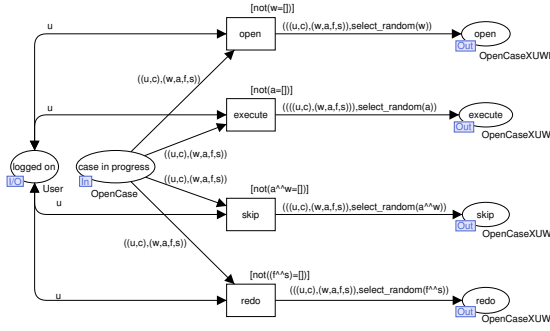 [not(w=[])]
u
open
(((u,c),(w,a,f,s)),select_random(w))
open
Out
OpenCaseXUWI
((u,c),(w,a,f,s))
[not(a=[])]
u
execute
((((u,c),(w,a,f,s))),select_random(a))
execute
Out
OpenCaseXUWI
((u,c),(w,a,f,s))
logged on
I/O
User
case in progress
In
OpenCase
((u,c),(w,a,f,s))
[not(a^^w=[])]
u
skip
(((u,c),(w,a,f,s)),select_random(a^^w))
skip
Out
OpenCaseXUWI
((u,c),(w,a,f,s))
[not((f^^s)=[])]
u
redo
(((u,c),(w,a,f,s)),select_random(f^^s))
redo
Out
OpenCaseXUWI